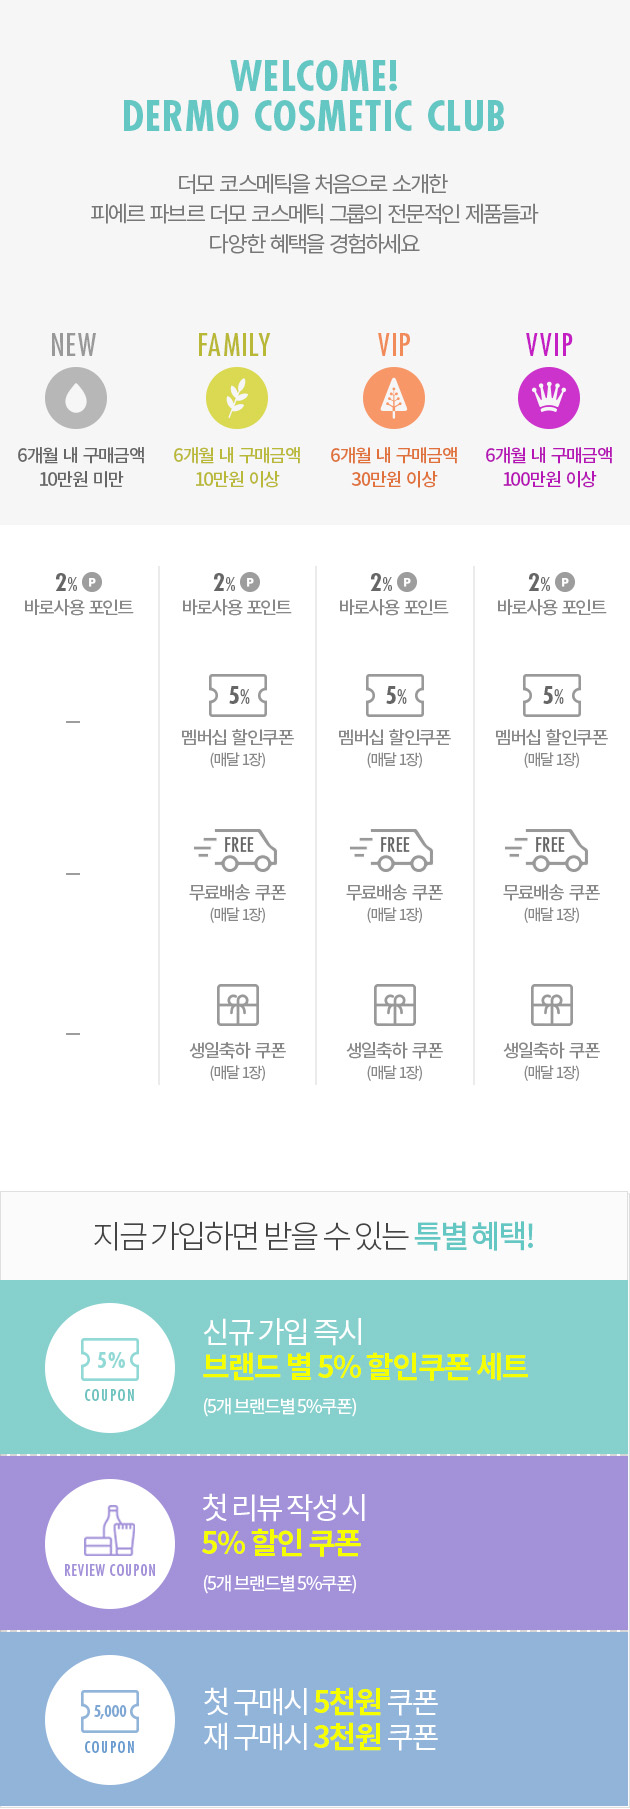 WELCOME!
DERMO COSMETIC CLUB
더모 코스메틱을 처음으로 소개한
피에르 파브르 더모 코스메틱 그룹의 전문적인 제품들과
다양한 혜택을 경험하세요
NEW
FAMILY
VIP
VVIP
6개월 내 구매금액
10만원 미만
6개월 내 구매금액
10만원 이상
6개월 내 구매금액
30만원 이상
6개월 내 구매금액
100만원 이상
2% P
바로사용 포인트
2% P
바로사용 포인트
2% P
바로사용 포인트
2% P
바로사용 포인트
–
5%
멤버십 할인쿠폰
(매달 1장)
5%
멤버십 할인쿠폰
(매달 1장)
5%
멤버십 할인쿠폰
(매달 1장)
–
FREE
무료배송 쿠폰
(매달 1장)
FREE
무료배송 쿠폰
(매달 1장)
FREE
무료배송 쿠폰
(매달 1장)
–
생일축하 쿠폰
(매달 1장)
생일축하 쿠폰
(매달 1장)
생일축하 쿠폰
(매달 1장)
지금 가입하면 받을 수 있는 특별 혜택!
5%
COUPON
신규 가입 즉시
브랜드 별 5% 할인쿠폰 세트
(5개 브랜드별 5%쿠폰)
REVIEW COUPON
첫 리뷰 작성 시
5% 할인 쿠폰
(5개 브랜드별 5%쿠폰)
5,000
COUPON
첫 구매시 5천원 쿠폰
재 구매시 3천원 쿠폰